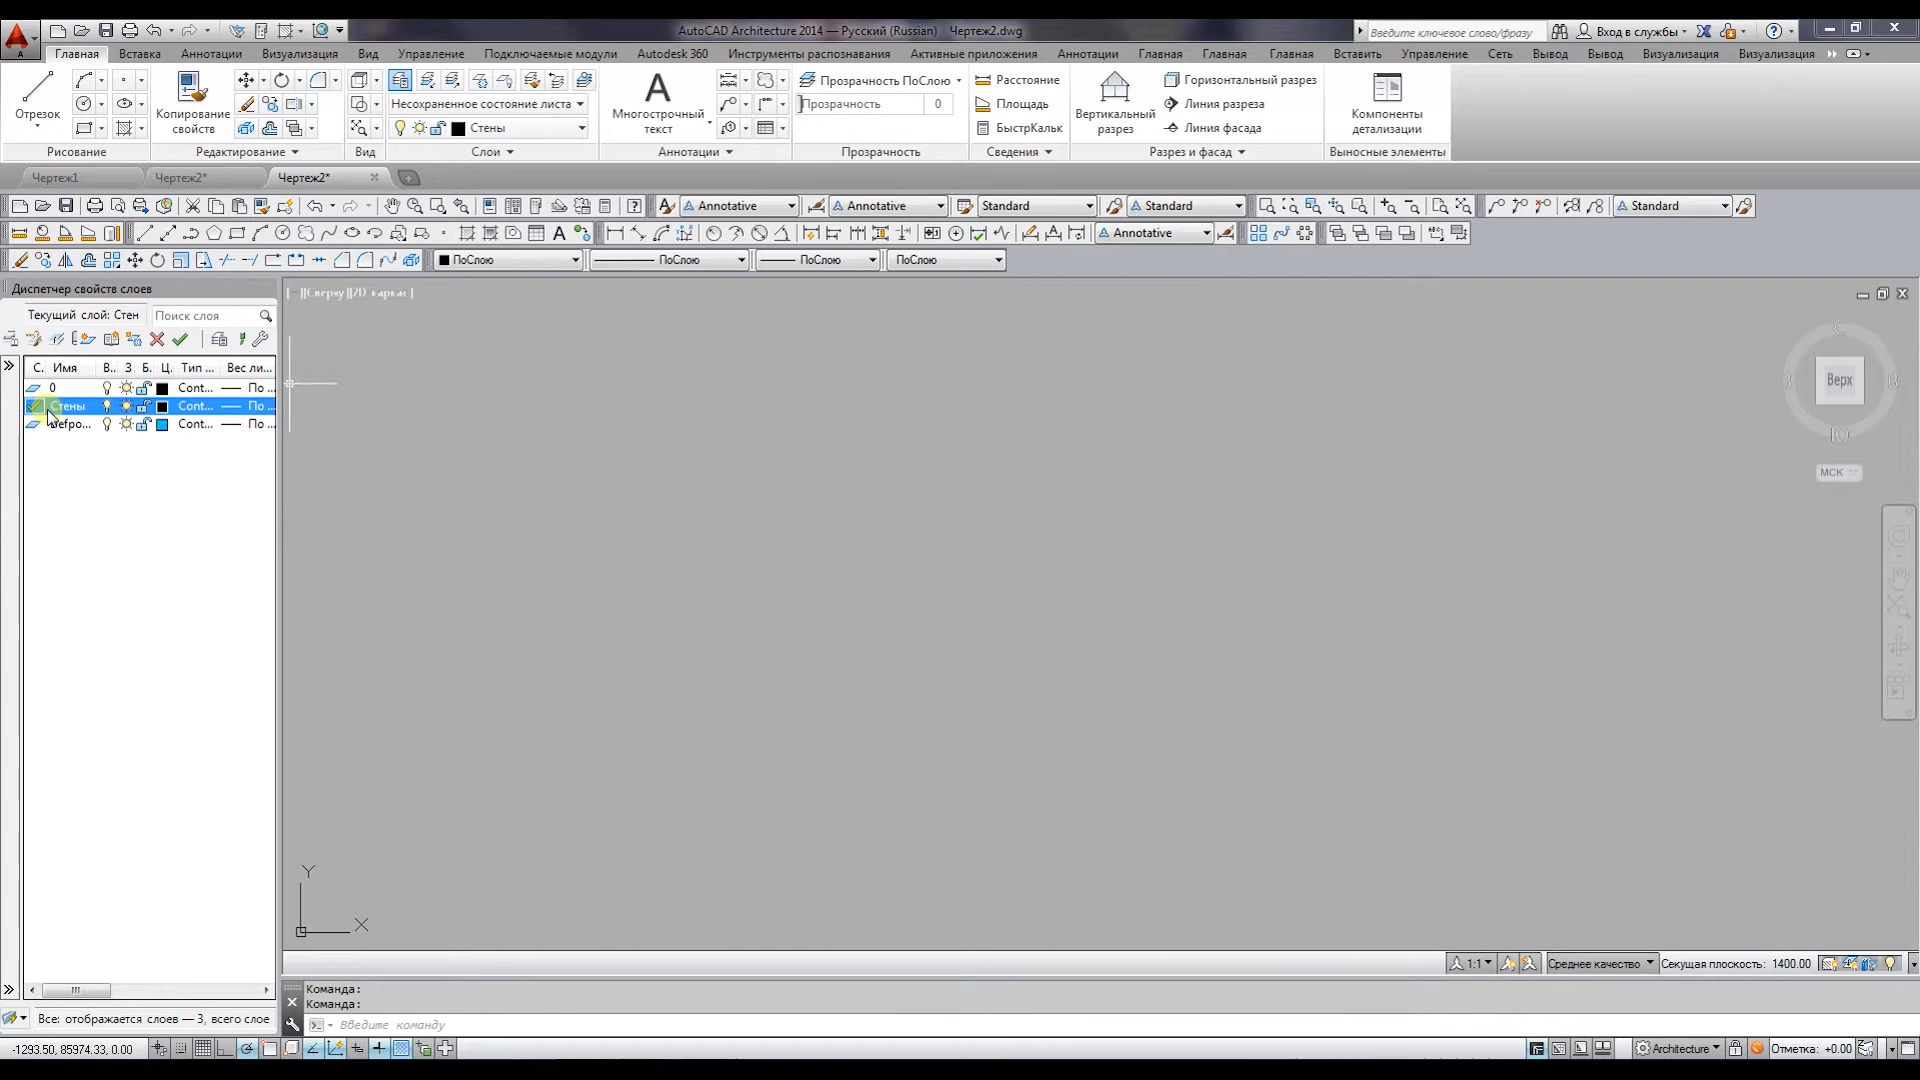 AutoCAD Architecture 2014 — Русский (Russian) Чертеж2.dwg
Введите ключевое слово/фразу
Вход в службы
Главная Вставка Аннотации Визуализация Вид Управление Подключаемые модули Autodesk 360 Инструменты распознавания Активные приложения Аннотации Главная Главная Главная Вставить Управление Сеть Вывод Вывод Визуализация Визуализация
Отрезок
Копирование свойств
Несохраненное состояние листа
Стены
Многострочный текст
Прозрачность ПоСлою
Прозрачность 0
Расстояние
Площадь
БыстрКальк
Вертикальный разрез
Горизонтальный разрез
Линия разреза
Линия фасада
Компоненты детализации
Рисование Редактирование Вид Слои Аннотации Прозрачность Сведения Разрез и фасад Выносные элементы
Чертеж1 Чертеж2* Чертеж2*
Annotative Annotative Standard Standard Standard
Annotative
ПоСлою ПоСлою ПоСлою ПоСлою
Диспетчер свойств слоев
[−][Сверху][2D каркас]
Текущий слой: Стен Поиск слоя
С. Имя В.. З Б. Ц. Тип ... Вес ли...
0 Cont... По ...
Стены Cont... По ...
Defpo... Cont... По ...
С
Верх
Ю
МСК
Y
X
1:1 Среднее качество Секущая плоскость: 1400.00
Команда:
Команда:
Введите команду
Все: отображается слоев — 3, всего слое
-1293.50, 85974.33, 0.00
Architecture Отметка: +0.00